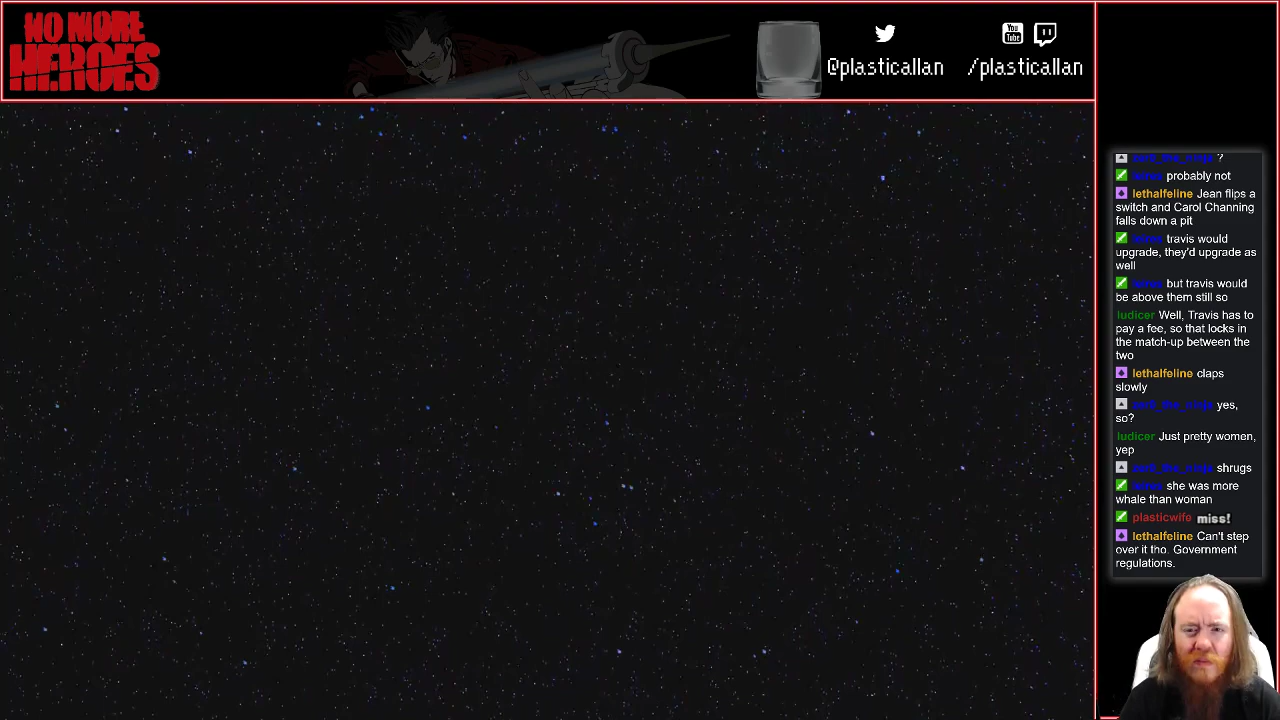 NO MORE
HEROES
@plasticallan
You
Tube
/plasticallan
?
probably not
lethalfeline Jean flips a
switch and Carol Channing
falls down a pit
travis would
upgrade, they'd upgrade as
well
but travis would
be above them still so
ludicer Well, Travis has to
pay a fee, so that locks in
the match-up between the
two
lethalfeline claps
slowly
yes,
so?
ludicer Just pretty women,
yep
shrugs
she was more
whale than woman
plasticwife miss!
lethalfeline Can't step
over it tho. Government
regulations.